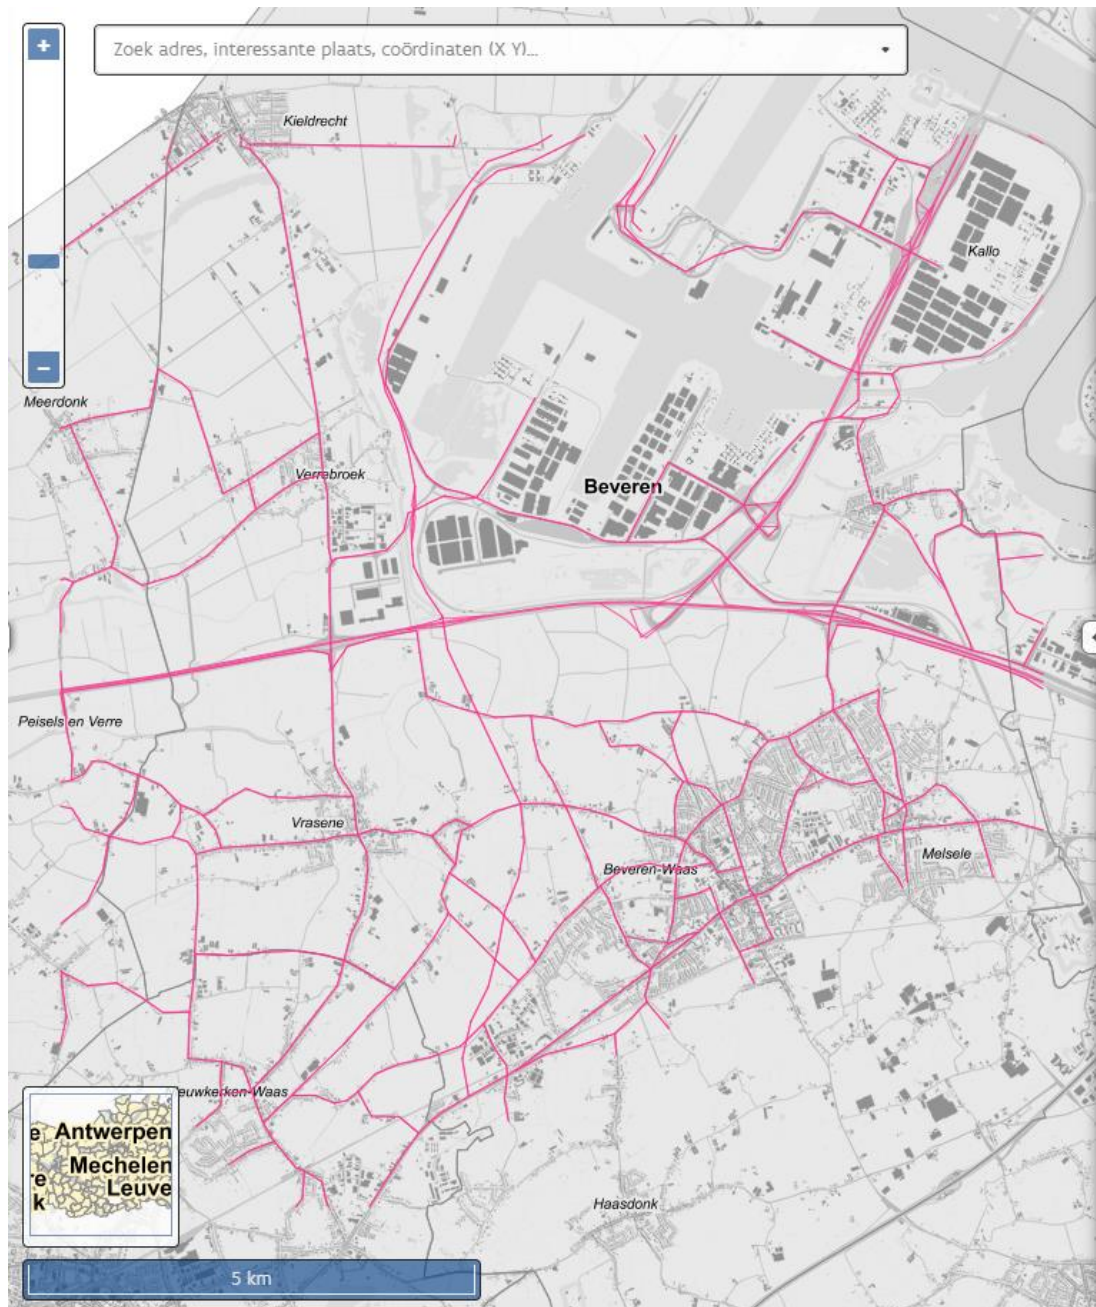 +
Zoek adres, interessante plaats, coördinaten (X Y)...
Kieldrecht
Kallo
−
Meerdonk
Verrebroek
Beveren
Peisels en Verre
Vrasene
Beveren-Waas
Melsele
euwkerken-Waas
e Antwerpen
Mechelen
re Leuve
k
Haasdonk
5 km